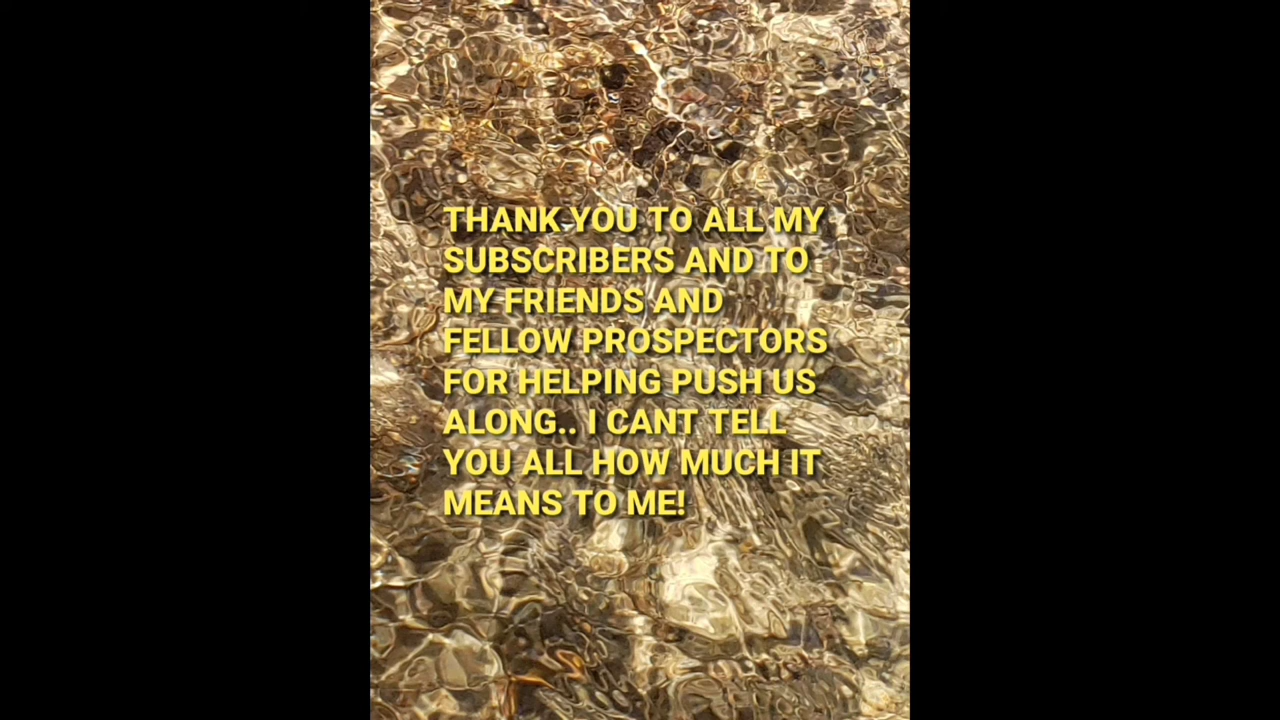 THANK YOU TO ALL MY
SUBSCRIBERS AND TO
MY FRIENDS AND
FELLOW PROSPECTORS
FOR HELPING PUSH US
ALONG.. I CANT TELL
YOU ALL HOW MUCH IT
MEANS TO ME!